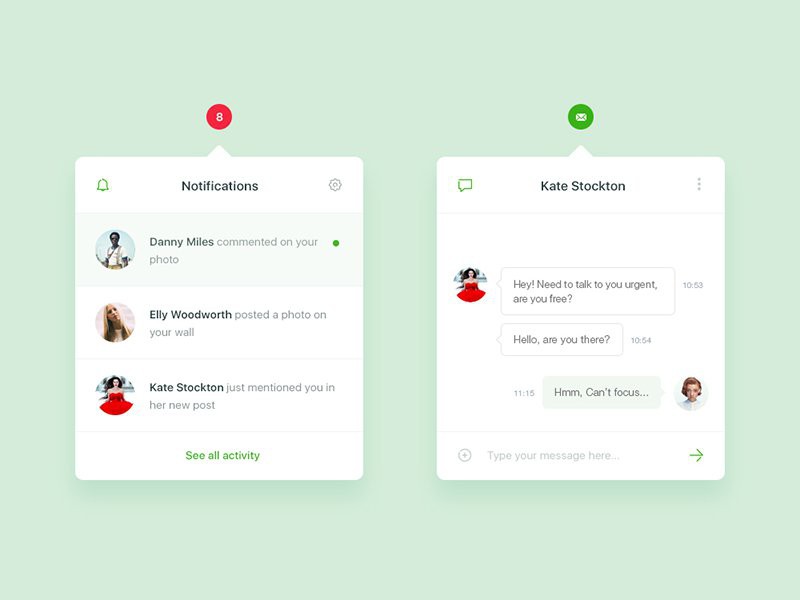 8
Notifications
Danny Miles commented on your
photo
Elly Woodworth posted a photo on
your wall
Kate Stockton just mentioned you in
her new post
See all activity
Kate Stockton
Hey! Need to talk to you urgent,
are you free?
10:53
Hello, are you there?
10:54
11:15
Hmm, Can't focus...
Type your message here...